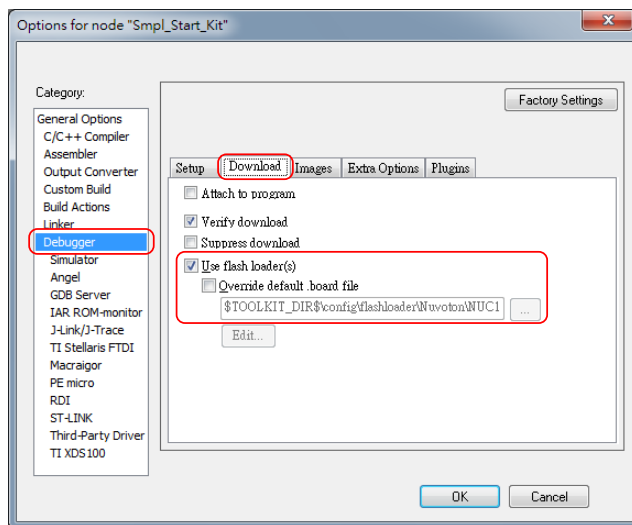 Options for node "Smpl_Start_Kit"
Category:
Factory Settings
General Options
C/C++ Compiler
Assembler
Output Converter
Custom Build
Build Actions
Linker
Debugger
Simulator
Angel
GDB Server
IAR ROM-monitor
J-Link/J-Trace
TI Stellaris FTDI
Macraigor
PE micro
RDI
ST-LINK
Third-Party Driver
TI XDS100
Setup Download Images Extra Options Plugins
Attach to program
Verify download
Suppress download
Use flash loader(s)
Override default .board file
$TOOLKIT_DIR$\config\flashloader\Nuvoton\NUC1
...
Edit...
OK Cancel